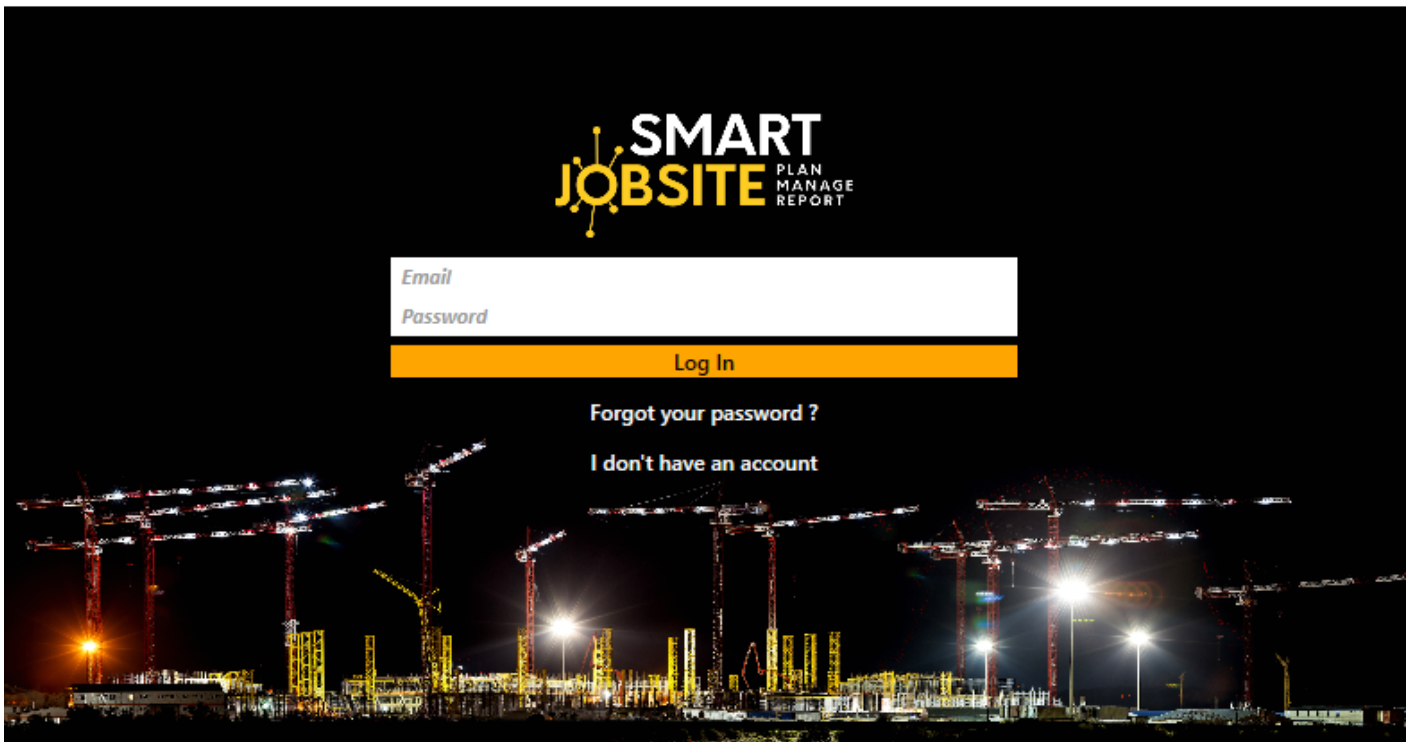 SMART
JOBSITE
PLAN
MANAGE
REPORT
Email
Password
Log In
Forgot your password ?
I don't have an account